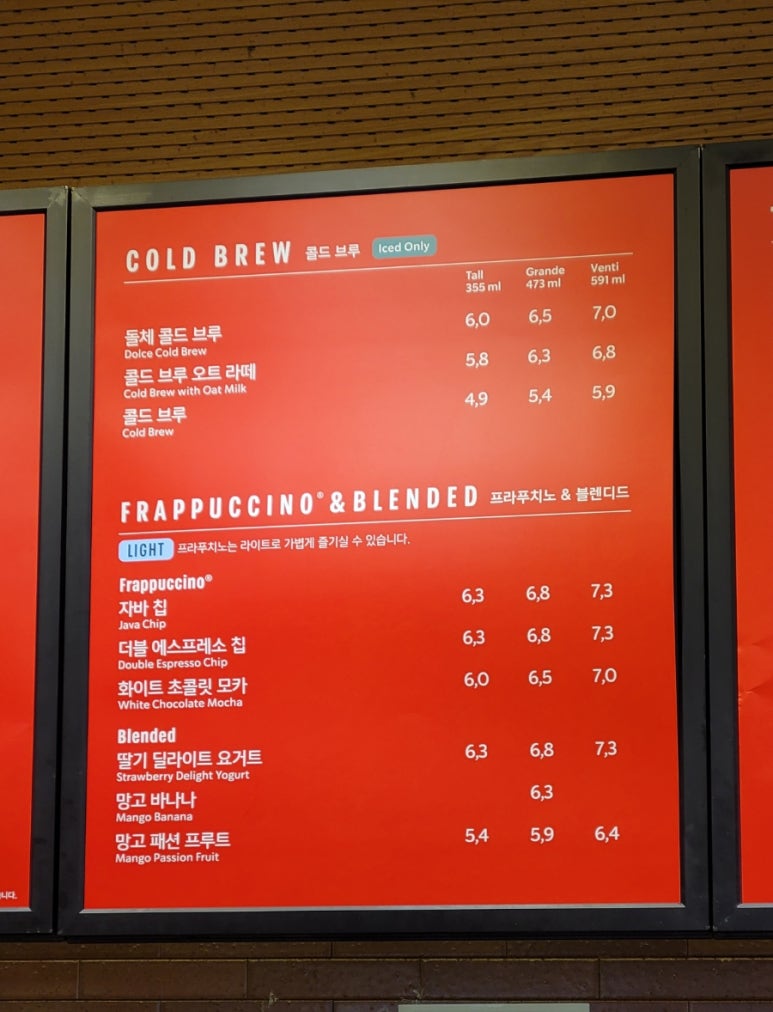 COLD BREW 콜드 브루 Iced Only
Tall Grande Venti
355 ml 473 ml 591 ml
돌체 콜드 브루 6,0 6,5 7,0
Dolce Cold Brew
콜드 브루 오트 라떼 5,8 6,3 6,8
Cold Brew with Oat Milk
콜드 브루 4,9 5,4 5,9
Cold Brew
FRAPPUCCINO® & BLENDED 프라푸치노 & 블렌디드
LIGHT 프라푸치노는 라이트로 가볍게 즐기실 수 있습니다.
Frappuccino®
자바 칩 6,3 6,8 7,3
Java Chip
더블 에스프레소 칩 6,3 6,8 7,3
Double Espresso Chip
화이트 초콜릿 모카 6,0 6,5 7,0
White Chocolate Mocha
Blended
딸기 딜라이트 요거트 6,3 6,8 7,3
Strawberry Delight Yogurt
망고 바나나 6,3
Mango Banana
망고 패션 프루트 5,4 5,9 6,4
Mango Passion Fruit